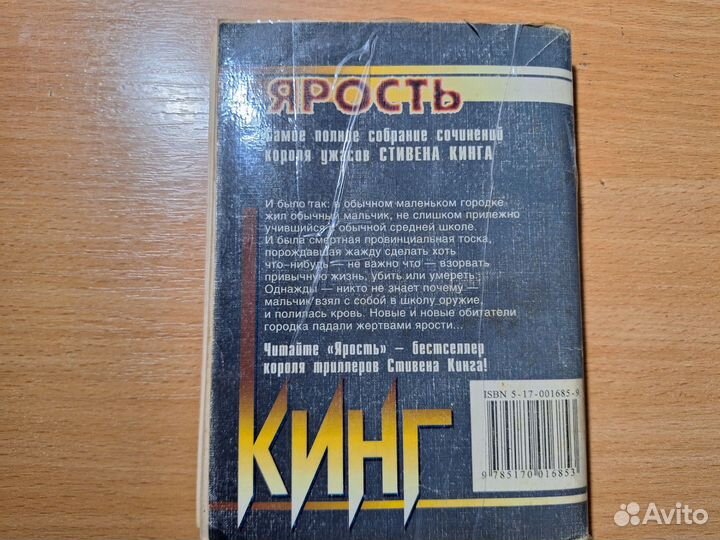 ЯРОСТЬ
Самое полное собрание сочинений
короля ужасов СТИВЕНА КИНГА
И было так: в обычном маленьком городке
жил обычный мальчик, не слишком прилежно
учившийся в обычной средней школе.
И была смертная провинциальная тоска,
порождавшая жажду сделать хоть
что-нибудь — не важно что — взорвать
привычную жизнь, убить или умереть.
Однажды — никто не знает почему —
мальчик взял с собой в школу оружие,
и полилась кровь. Новые и новые обитатели
городка падали жертвами ярости...
Читайте «Ярость» – бестселлер
короля триллеров Стивена Кинга!
ISBN 5-17-001685-9
9 785170 016853
КИНГ
Avito